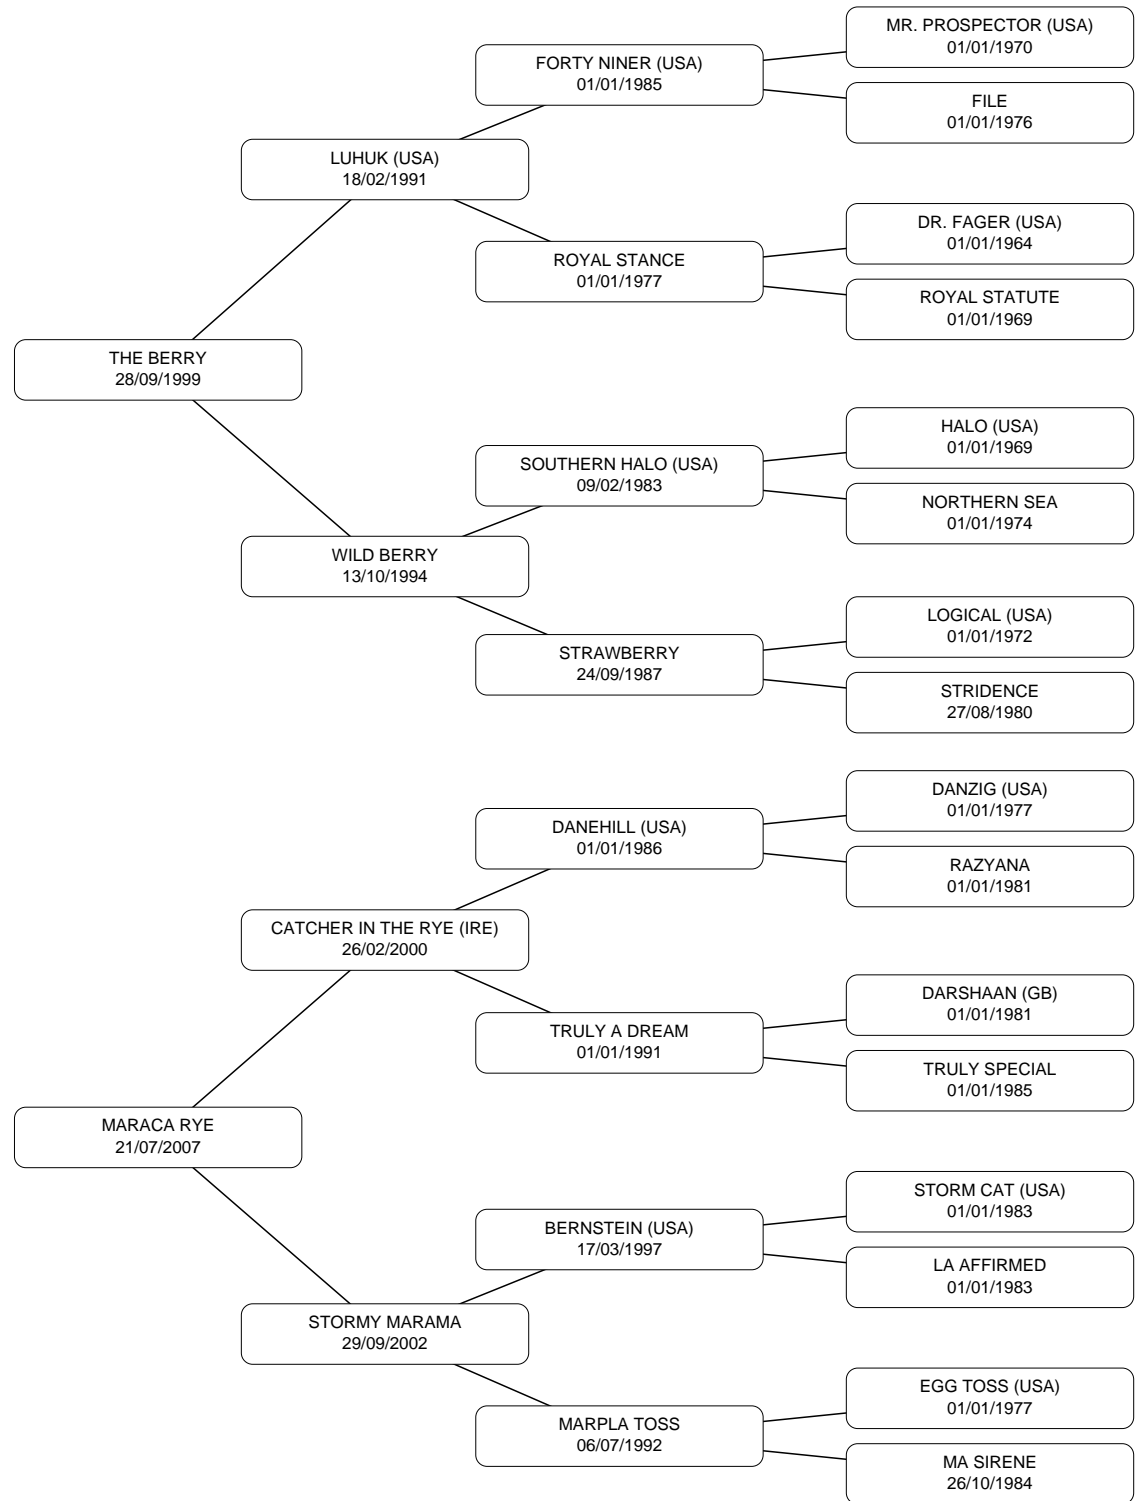 MR. PROSPECTOR (USA)
01/01/1970
FORTY NINER (USA)
01/01/1985
FILE
01/01/1976
LUHUK (USA)
18/02/1991
DR. FAGER (USA)
01/01/1964
ROYAL STANCE
01/01/1977
ROYAL STATUTE
01/01/1969
THE BERRY
28/09/1999
HALO (USA)
01/01/1969
SOUTHERN HALO (USA)
09/02/1983
NORTHERN SEA
01/01/1974
WILD BERRY
13/10/1994
LOGICAL (USA)
01/01/1972
STRAWBERRY
24/09/1987
STRIDENCE
27/08/1980
DANZIG (USA)
01/01/1977
DANEHILL (USA)
01/01/1986
RAZYANA
01/01/1981
CATCHER IN THE RYE (IRE)
26/02/2000
DARSHAAN (GB)
01/01/1981
TRULY A DREAM
01/01/1991
TRULY SPECIAL
01/01/1985
MARACA RYE
21/07/2007
STORM CAT (USA)
01/01/1983
BERNSTEIN (USA)
17/03/1997
LA AFFIRMED
01/01/1983
STORMY MARAMA
29/09/2002
EGG TOSS (USA)
01/01/1977
MARPLA TOSS
06/07/1992
MA SIRENE
26/10/1984